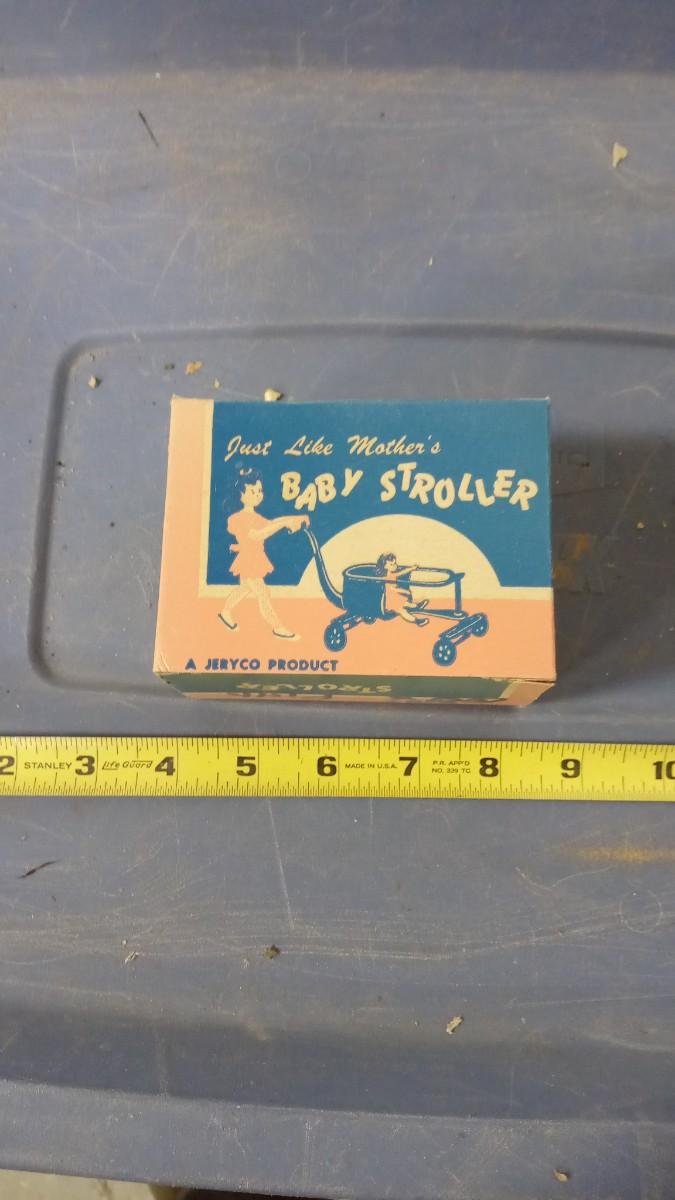 Just Like Mother's
BABY STROLLER
A JERYCO PRODUCT
STROLLER
2 STANLEY 3 Life Guard 4 5 6 MADE IN U.S.A. 7 P.R. APP'D NO. 339 TC 8 9 10